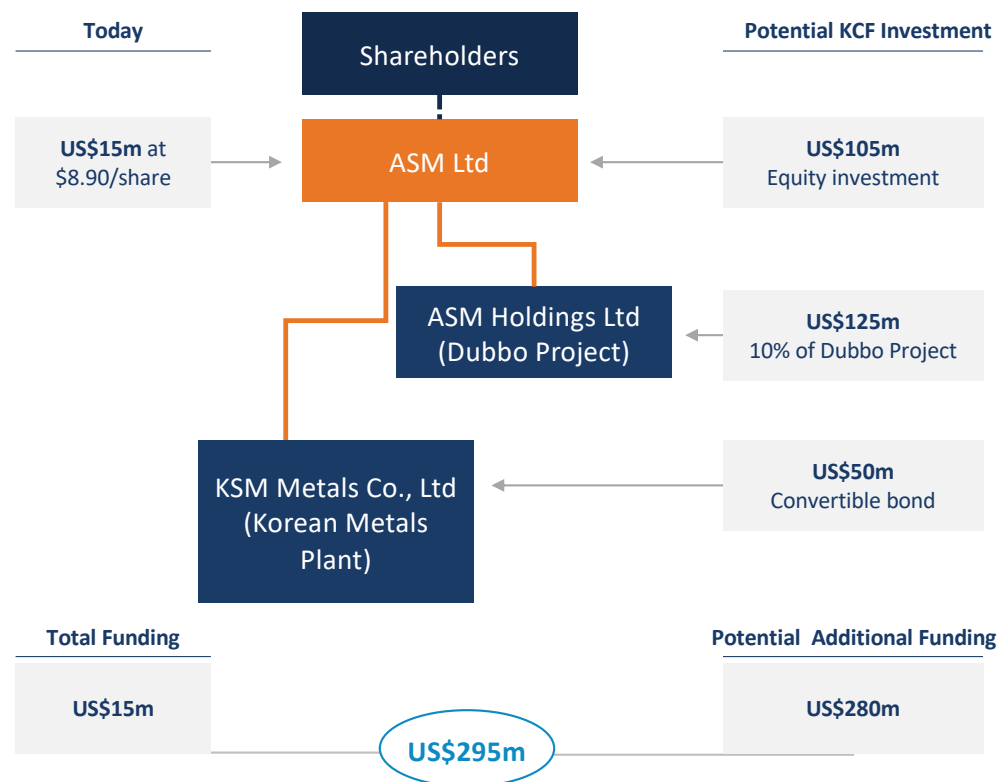 Today
Potential KCF Investment
Shareholders
US$15m at
$8.90/share
ASM Ltd
US$105m
Equity investment
ASM Holdings Ltd
(Dubbo Project)
US$125m
10% of Dubbo Project
KSM Metals Co., Ltd
(Korean Metals
Plant)
US$50m
Convertible bond
Total Funding
Potential Additional Funding
US$15m
US$280m
US$295m